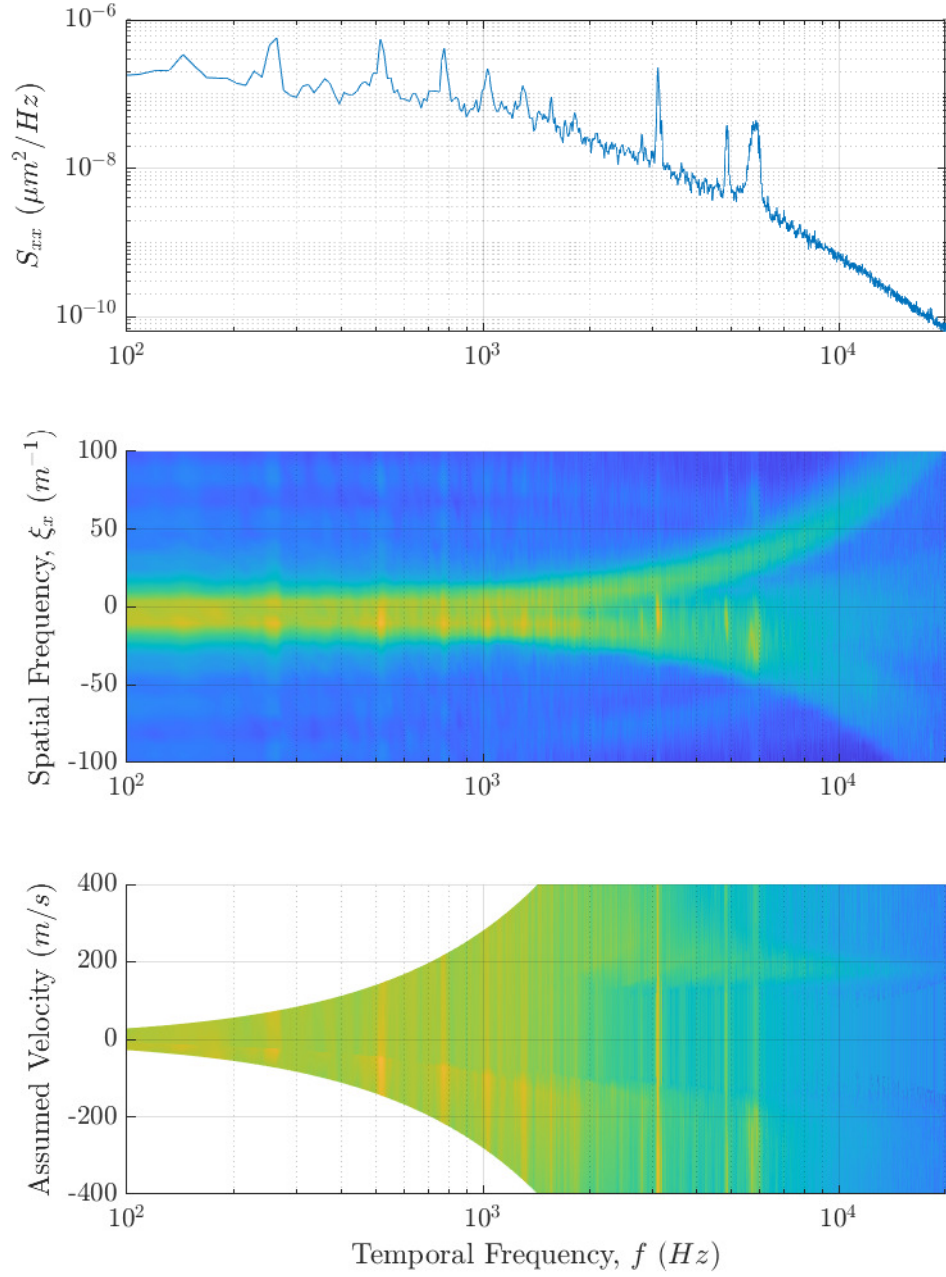 10^-6
10^-8
10^-10
S_xx (μm^2/Hz)
10^2 10^3 10^4
100
50
0
-50
-100
Spatial Frequency, ξ_x (m^-1)
10^2 10^3 10^4
400
200
0
-200
-400
Assumed Velocity (m/s)
10^2 10^3 10^4
Temporal Frequency, f (Hz)